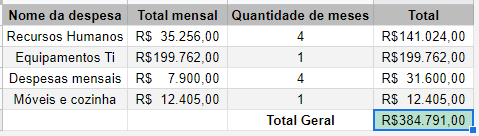 Nome da despesa Total mensal Quantidade de meses Total
Recursos Humanos R$ 35.256,00 4 R$141.024,00
Equipamentos Ti R$199.762,00 1 R$199.762,00
Despesas mensais R$ 7.900,00 4 R$ 31.600,00
Móveis e cozinha R$ 12.405,00 1 R$ 12.405,00
Total Geral R$384.791,00